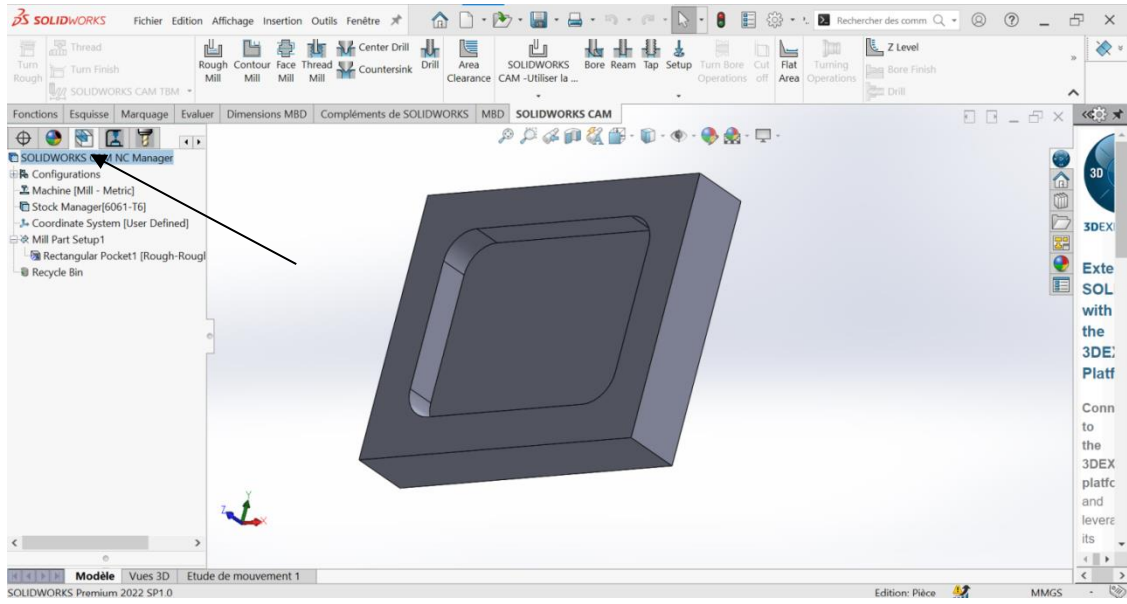 SOLIDWORKS Fichier Edition Affichage Insertion Outils Fenêtre Rechercher des comm
Turn Rough
Thread
Turn Finish
SOLIDWORKS CAM TBM
Rough Mill
Contour Mill
Face Mill
Thread Mill
Center Drill
Countersink
Drill
Area Clearance
SOLIDWORKS CAM -Utiliser la ...
Bore Ream Tap Setup
Turn Bore Operations
Cut off
Flat Area
Turning Operations
Z Level
Bore Finish
Drill
Fonctions Esquisse Marquage Evaluer Dimensions MBD Compléments de SOLIDWORKS MBD SOLIDWORKS CAM
SOLIDWORKS NC Manager
Configurations
Machine [Mill - Metric]
Stock Manager[6061-T6]
Coordinate System [User Defined]
Mill Part Setup1
Rectangular Pocket1 [Rough-Rough
Recycle Bin
3D
3DEX
Exte
SOL
with
the
3DE
Platf
Conn
to
the
3DEX
platfo
and
levera
its
Y
Z
X
Modèle Vues 3D Etude de mouvement 1
SOLIDWORKS Premium 2022 SP1.0 Edition: Pièce MMGS